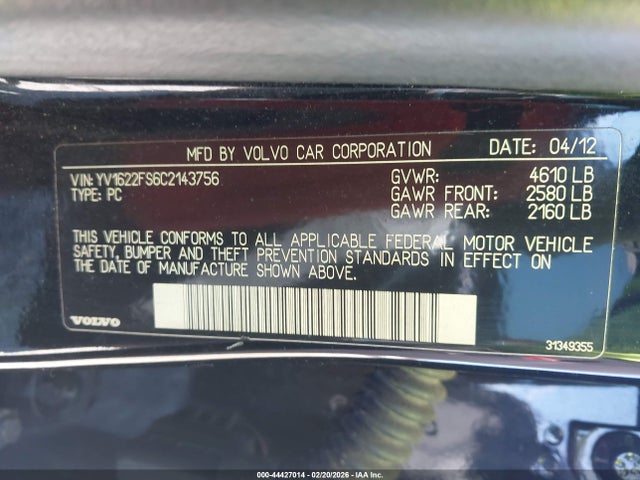 MFD BY VOLVO CAR CORPORATION DATE: 04/12
VIN: YV1622FS6C2143756 GVWR: 4610 LB
TYPE: PC GAWR FRONT: 2580 LB
GAWR REAR: 2160 LB
THIS VEHICLE CONFORMS TO ALL APPLICABLE FEDERAL MOTOR VEHICLE
SAFETY, BUMPER AND THEFT PREVENTION STANDARDS IN EFFECT ON
THE DATE OF MANUFACTURE SHOWN ABOVE.
VOLVO 31349355
000-44427014 - 02/20/2026 - IAA Inc.